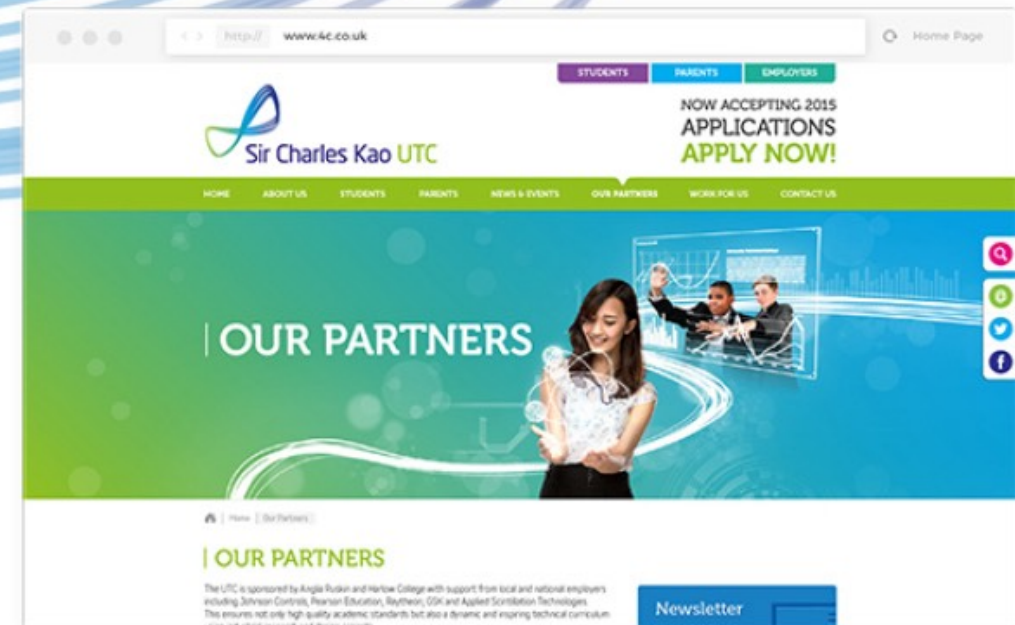 http:// www.4c.co.uk Home Page
STUDENTS PARENTS EMPLOYERS
NOW ACCEPTING 2015
APPLICATIONS
APPLY NOW!
Sir Charles Kao UTC
HOME ABOUT US STUDENTS PARENTS NEWS & EVENTS OUR PARTNERS WORK FOR US CONTACT US
OUR PARTNERS
Home Our Partners
OUR PARTNERS
The UTC is sponsored by Anglia Ruskin and Harlow College with support from local and national employers
including Johnson Controls, Pearson Education, Raytheon, GSK and Applied Scintillation Technologies.
This ensures not only high quality academic standards but also a dynamic and inspiring technical curriculum
Newsletter